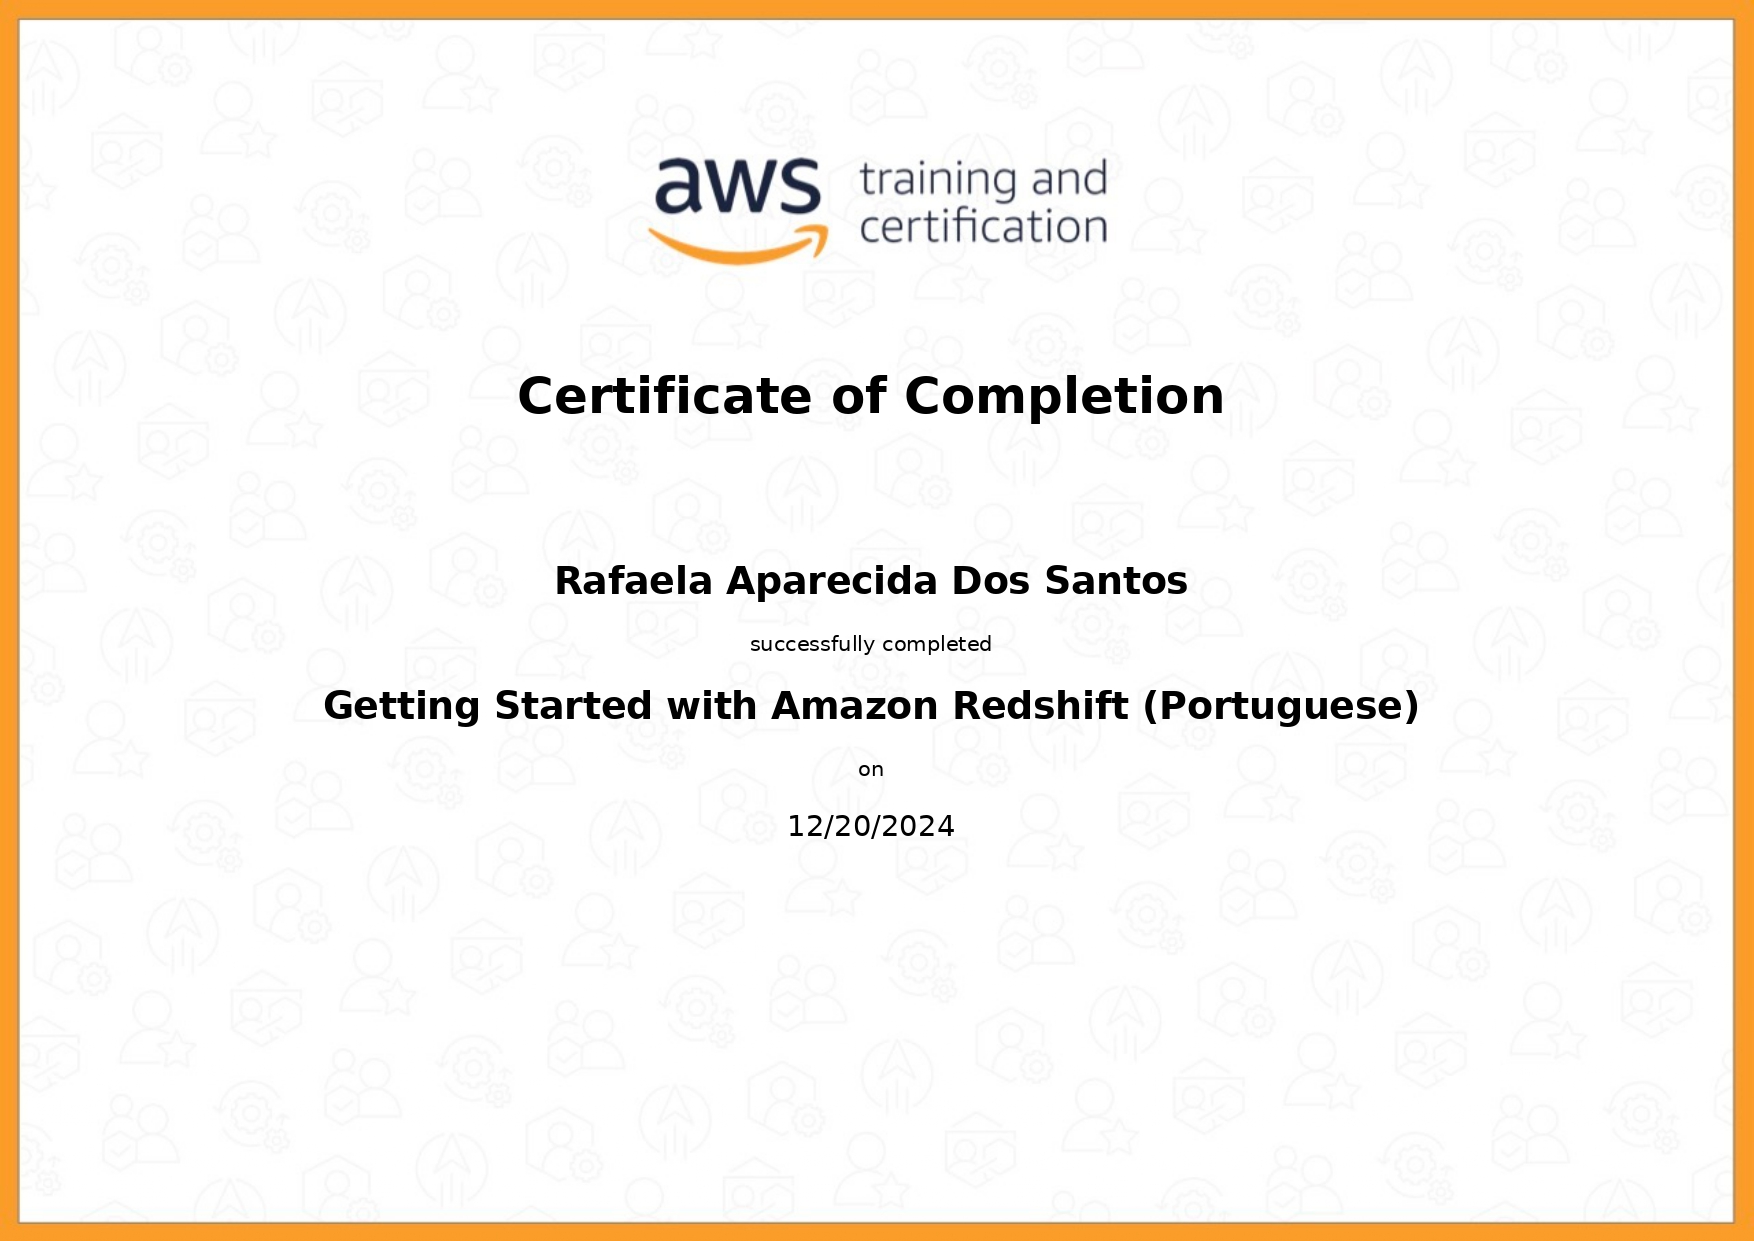 aws training and
certification
Certificate of Completion
Rafaela Aparecida Dos Santos
successfully completed
Getting Started with Amazon Redshift (Portuguese)
on
12/20/2024